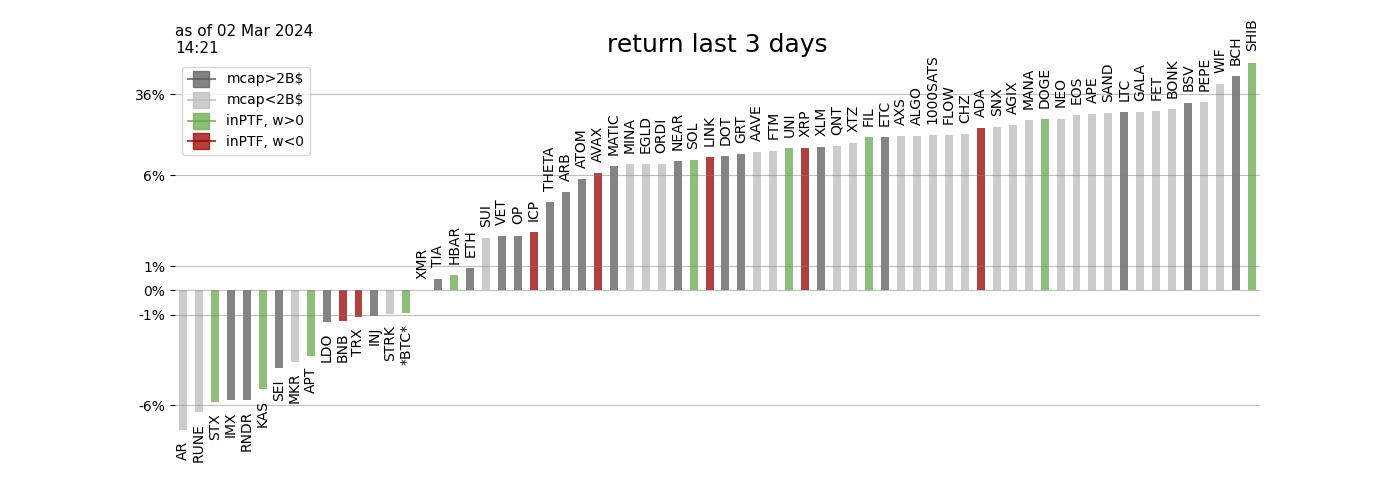 as of 02 Mar 2024
14:21
return last 3 days
mcap>2B$
mcap<2B$
inPTF, w>0
inPTF, w<0
36%
6%
1%
0%
-1%
-6%
AR
RUNE
STX
IMX
RNDR
KAS
SEI
MKR
APT
LDO
BNB
TRX
INJ
STRK
*BTC*
XMR
TIA
HBAR
ETH
SUI
VET
OP
ICP
THETA
ARB
ATOM
AVAX
MATIC
MINA
EGLD
ORDI
NEAR
SOL
LINK
DOT
GRT
AAVE
FTM
UNI
XRP
XLM
QNT
XTZ
FIL
ETC
AXS
ALGO
1000SATS
FLOW
CHZ
ADA
SNX
AGIX
MANA
DOGE
NEO
EOS
APE
SAND
LTC
GALA
FET
BONK
BSV
PEPE
WIF
BCH
SHIB